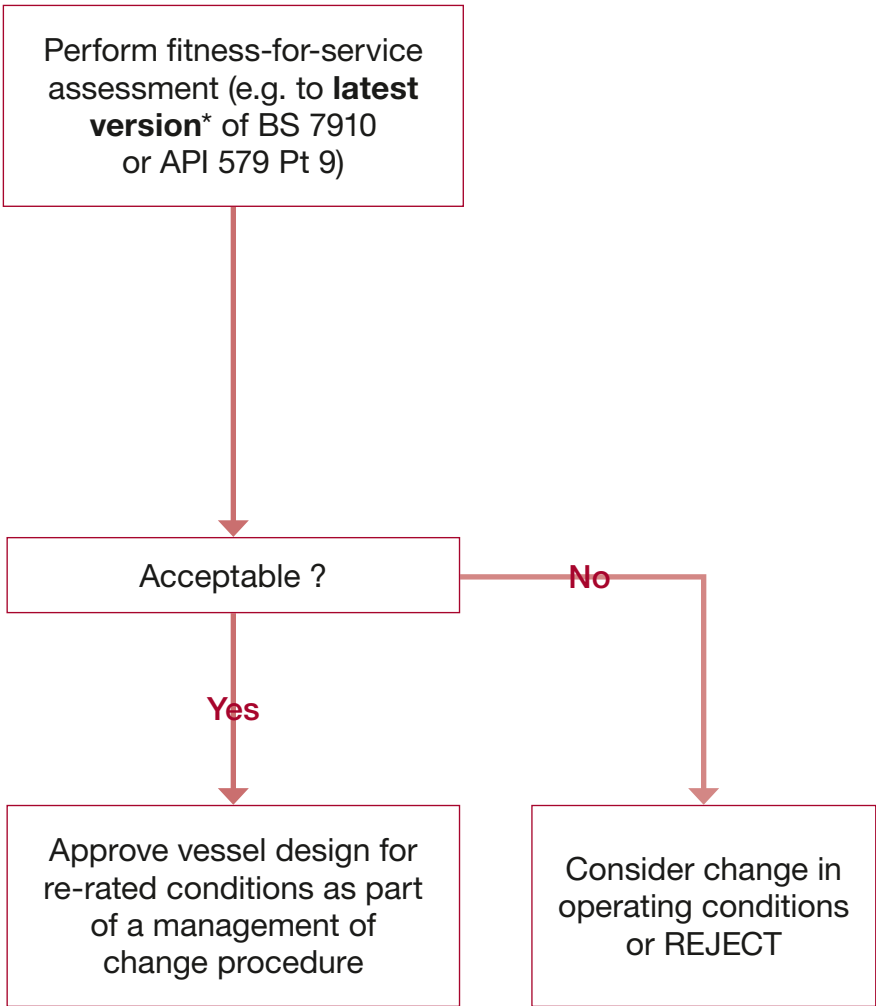 Perform fitness-for-service
assessment (e.g. to latest
version* of BS 7910
or API 579 Pt 9)
Acceptable ?
No
Yes
Approve vessel design for
re-rated conditions as part
of a management of
change procedure
Consider change in
operating conditions
or REJECT